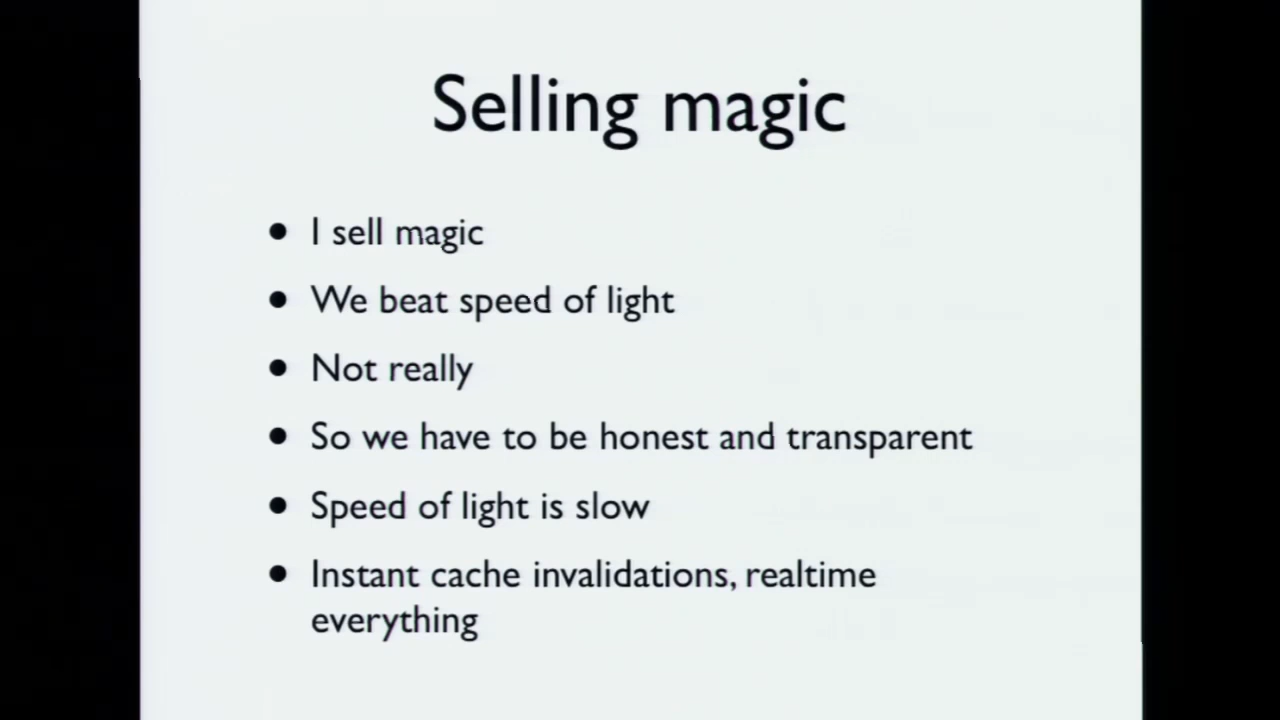 Selling magic
• I sell magic
• We beat speed of light
• Not really
• So we have to be honest and transparent
• Speed of light is slow
• Instant cache invalidations, realtime
everything